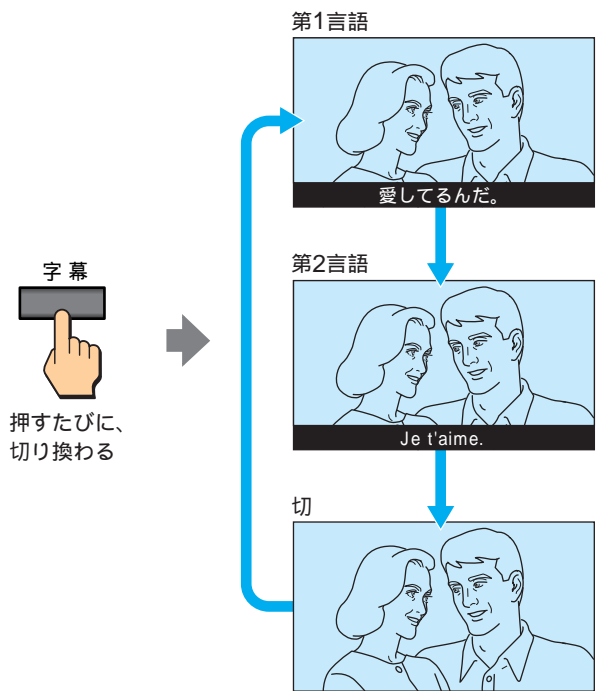 字幕
押すたびに、
切り換わる
第1言語
愛してるんだ。
第2言語
Je t'aime.
切